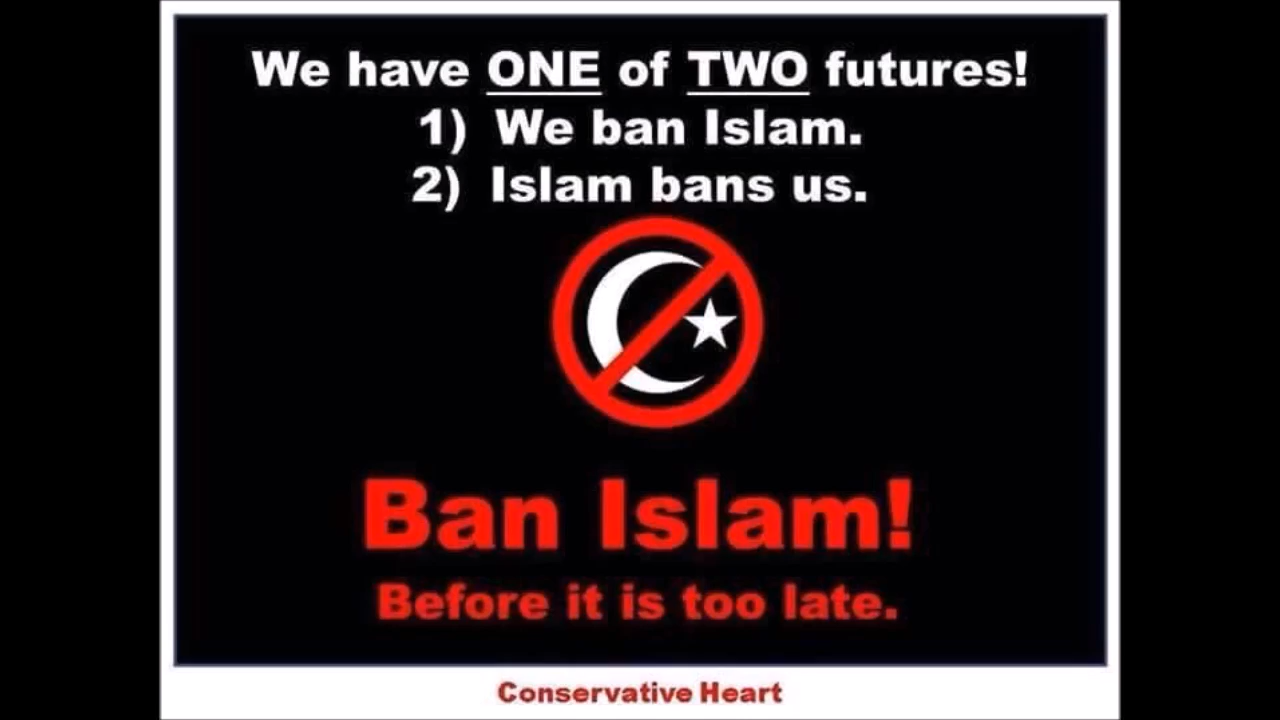 We have ONE of TWO futures!
1) We ban Islam.
2) Islam bans us.
Ban Islam!
Before it is too late.
Conservative Heart